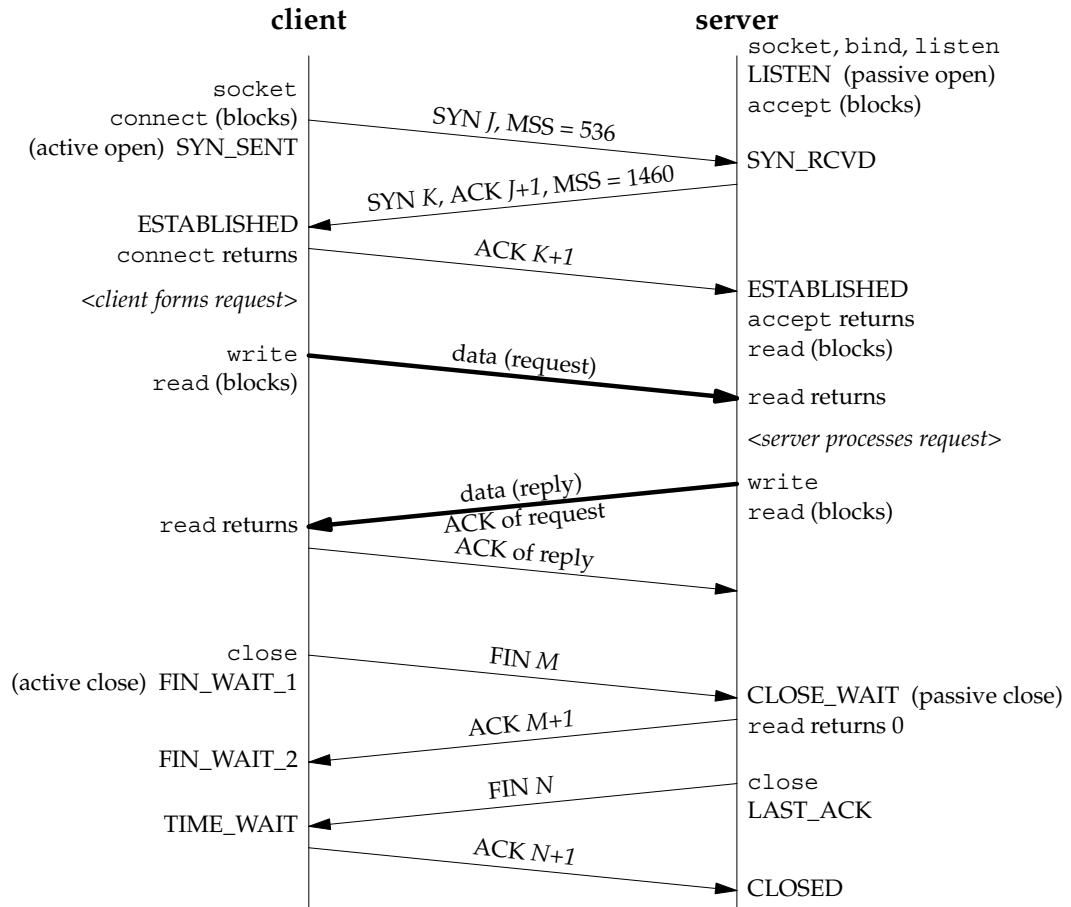 client
server
socket, bind, listen
LISTEN (passive open)
accept (blocks)
socket
connect (blocks)
(active open) SYN_SENT
SYN J, MSS = 536
SYN_RCVD
SYN K, ACK J+1, MSS = 1460
ESTABLISHED
connect returns
ACK K+1
<client forms request>
ESTABLISHED
accept returns
read (blocks)
write
read (blocks)
data (request)
read returns
<server processes request>
write
read (blocks)
data (reply)
ACK of request
read returns
ACK of reply
close
(active close) FIN_WAIT_1
FIN M
CLOSE_WAIT (passive close)
read returns 0
ACK M+1
FIN_WAIT_2
close
LAST_ACK
FIN N
TIME_WAIT
ACK N+1
CLOSED